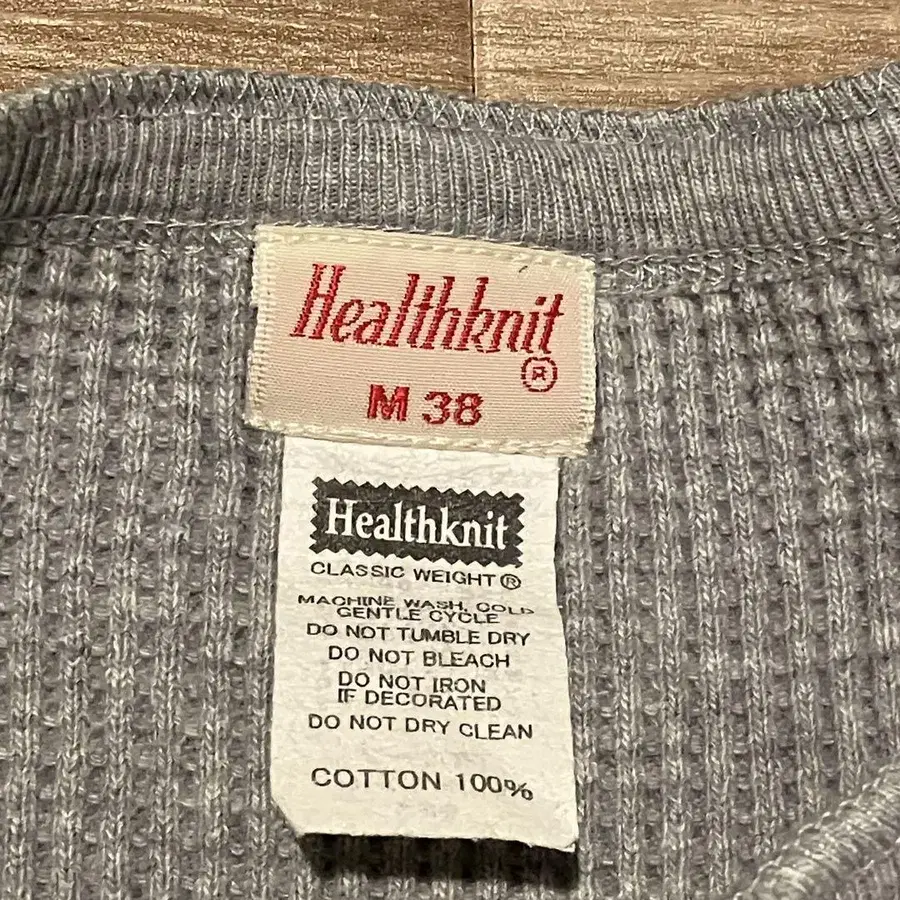 Healthknit®
M 38
Healthknit
CLASSIC WEIGHT®
MACHINE WASH, COLD
GENTLE CYCLE
DO NOT TUMBLE DRY
DO NOT BLEACH
DO NOT IRON
IF DECORATED
DO NOT DRY CLEAN
COTTON 100%